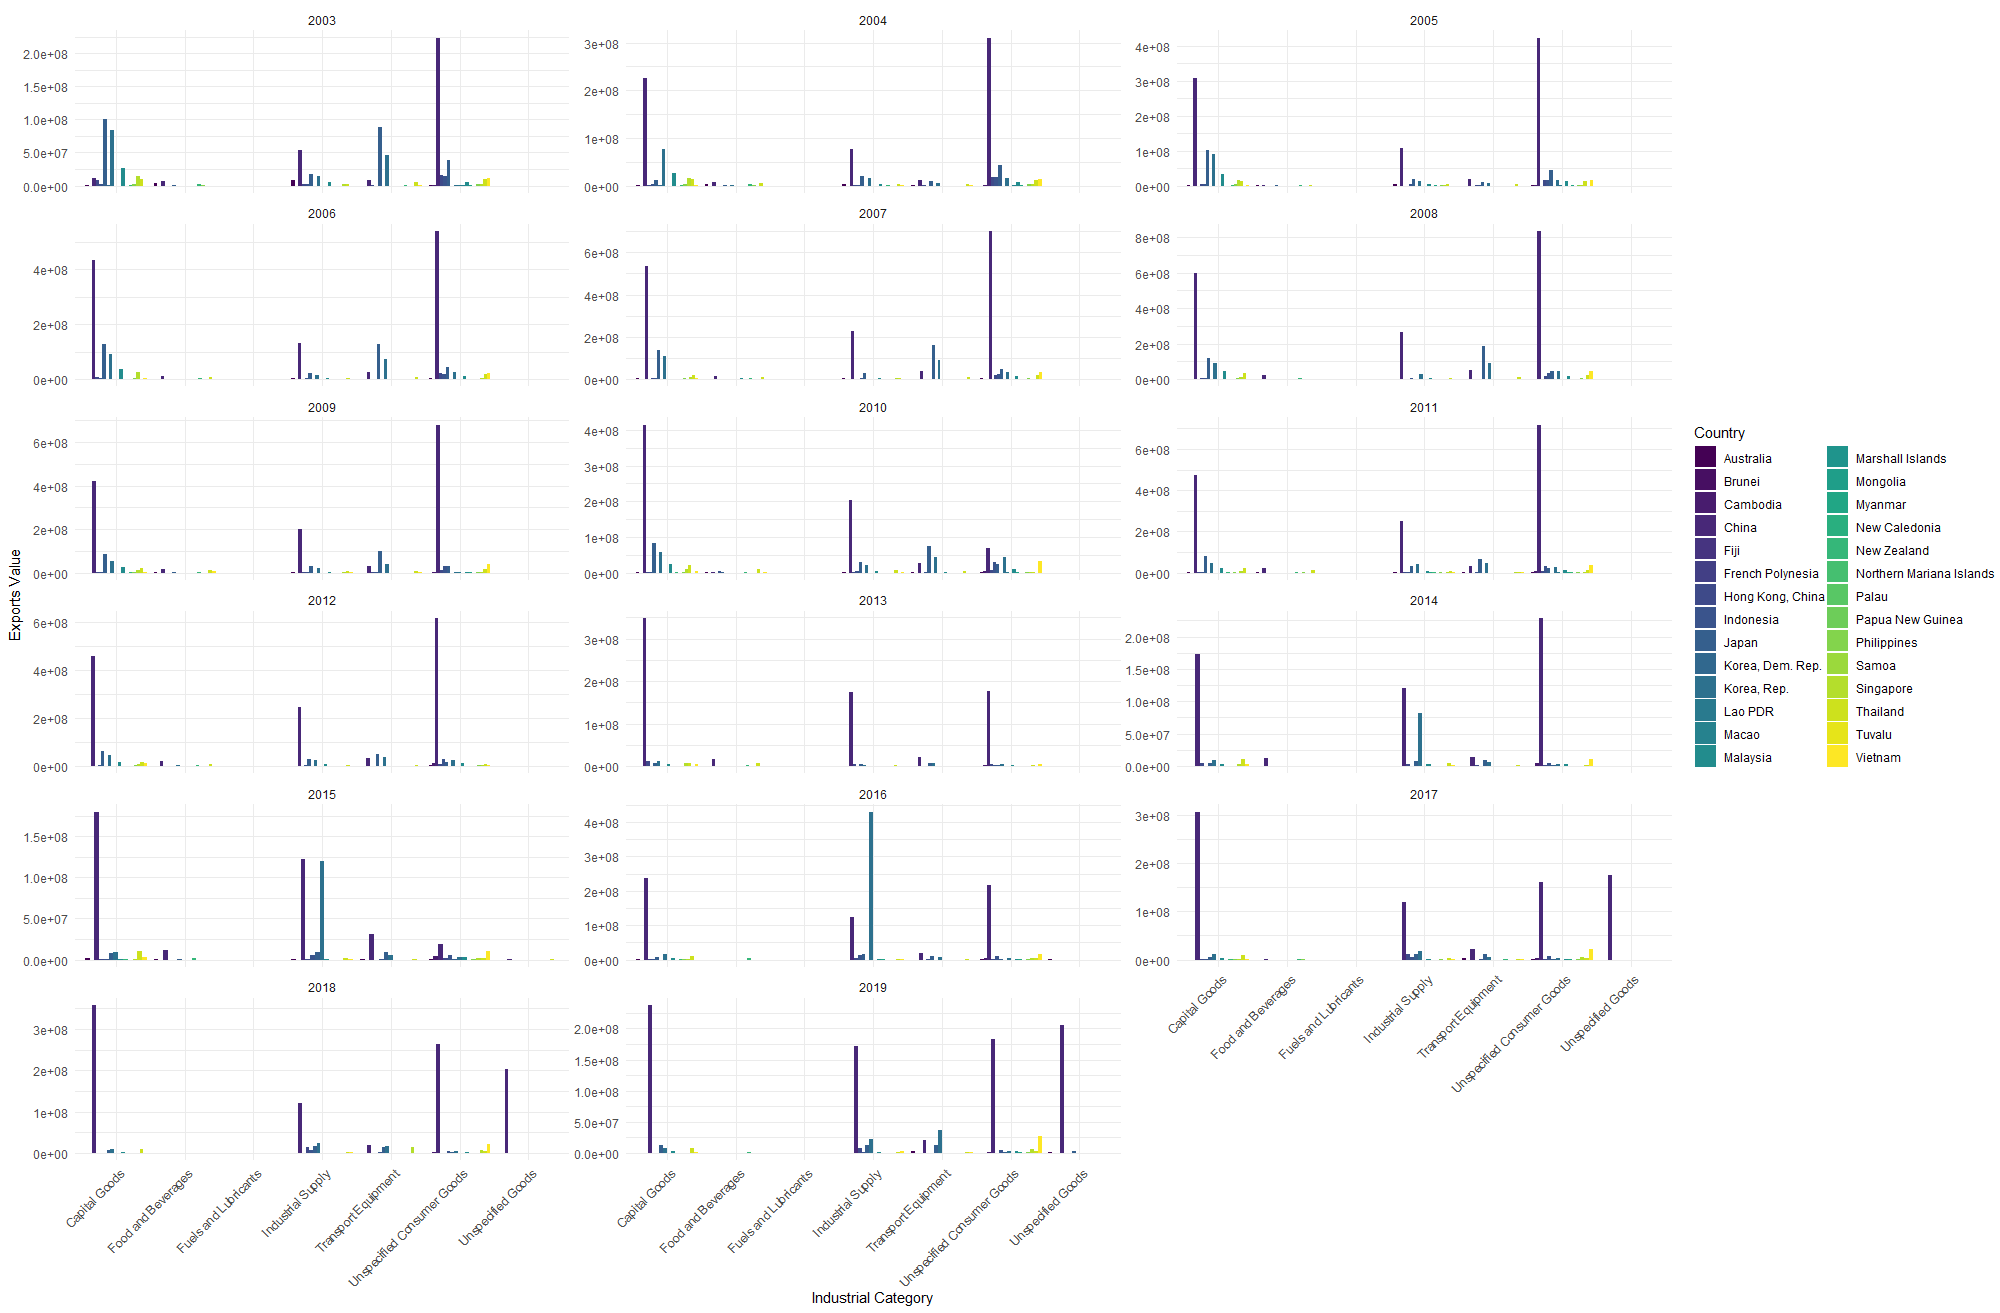 2003
2004
2005
2.0e+08
1.5e+08
1.0e+08
5.0e+07
0.0e+00
3e+08
2e+08
1e+08
0e+00
4e+08
3e+08
2e+08
1e+08
0e+00
2006
2007
2008
4e+08
2e+08
0e+00
6e+08
4e+08
2e+08
0e+00
8e+08
6e+08
4e+08
2e+08
0e+00
2009
2010
2011
6e+08
4e+08
2e+08
0e+00
4e+08
3e+08
2e+08
1e+08
0e+00
6e+08
4e+08
2e+08
0e+00
2012
2013
2014
6e+08
4e+08
2e+08
0e+00
3e+08
2e+08
1e+08
0e+00
2.0e+08
1.5e+08
1.0e+08
5.0e+07
0.0e+00
2015
2016
2017
1.5e+08
1.0e+08
5.0e+07
0.0e+00
4e+08
3e+08
2e+08
1e+08
0e+00
3e+08
2e+08
1e+08
0e+00
Capital Goods
Food and Beverages
Fuels and Lubricants
Industrial Supply
Transport Equipment
Unspecified Consumer Goods
Unspecified Goods
2018
2019
3e+08
2e+08
1e+08
0e+00
2.0e+08
1.5e+08
1.0e+08
5.0e+07
0.0e+00
Capital Goods
Food and Beverages
Fuels and Lubricants
Industrial Supply
Transport Equipment
Unspecified Consumer Goods
Unspecified Goods
Capital Goods
Food and Beverages
Fuels and Lubricants
Industrial Supply
Transport Equipment
Unspecified Consumer Goods
Unspecified Goods
Exports Value
Industrial Category
Country
Australia
Brunei
Cambodia
China
Fiji
French Polynesia
Hong Kong, China
Indonesia
Japan
Korea, Dem. Rep.
Korea, Rep.
Lao PDR
Macao
Malaysia
Marshall Islands
Mongolia
Myanmar
New Caledonia
New Zealand
Northern Mariana Islands
Palau
Papua New Guinea
Philippines
Samoa
Singapore
Thailand
Tuvalu
Vietnam